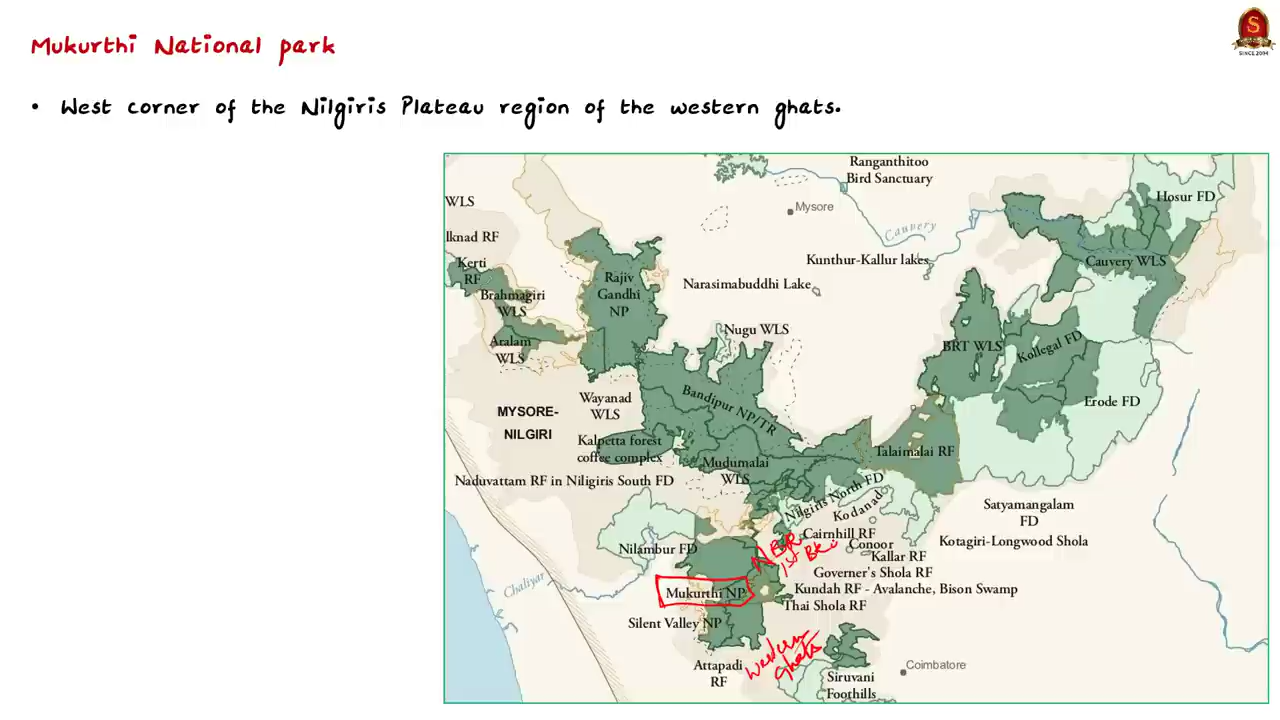 Mukurthi National park
S
SINCE 2004
• West corner of the Nilgiris Plateau region of the western ghats.
Ranganthitoo
Bird Sanctuary
Hosur FD
WLS
Mysore
Cauvery
lknad RF
Kerti
RF
Kunthur-Kallur lakes
Cauvery WLS
Rajiv
Gandhi
NP
Narasimabuddhi Lake
Brahmagiri
WLS
Nugu WLS
Aralam
WLS
BRT WLS
Kollegal FD
Wayanad
WLS
Bandipur NP/TR
Erode FD
MYSORE-
NILGIRI
Kalpetta forest
coffee complex
Talaimalai RF
Mudumalai
WLS
Naduvattam RF in Niligiris South FD
Nilgiris North FD
Kodanad
Satyamangalam
FD
Cairnhill RF
Conoor
Kotagiri-Longwood Shola
Nilambur FD
NBR
1st BR
Kallar RF
Governer's Shola RF
Chaliyar
Mukurthi NP
Kundah RF - Avalanche, Bison Swamp
Thai Shola RF
Silent Valley NP
western
ghats
Attapadi
RF
Coimbatore
Siruvani
Foothills